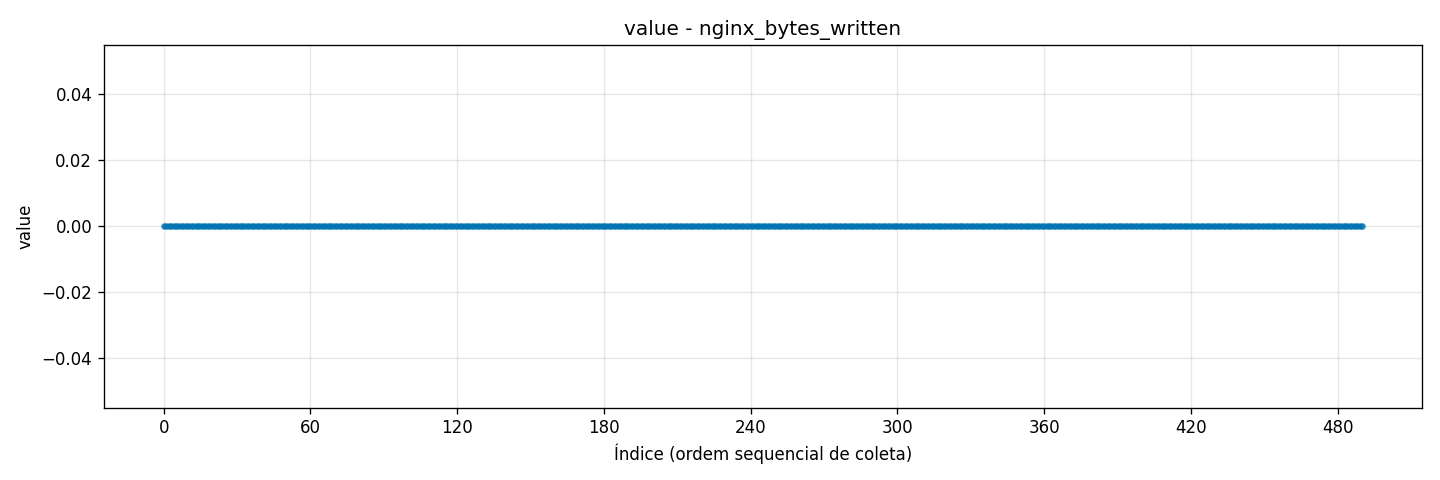 value - nginx_bytes_written
0.04
0.02
0.00
−0.02
−0.04
value
0 60 120 180 240 300 360 420 480
Índice (ordem sequencial de coleta)